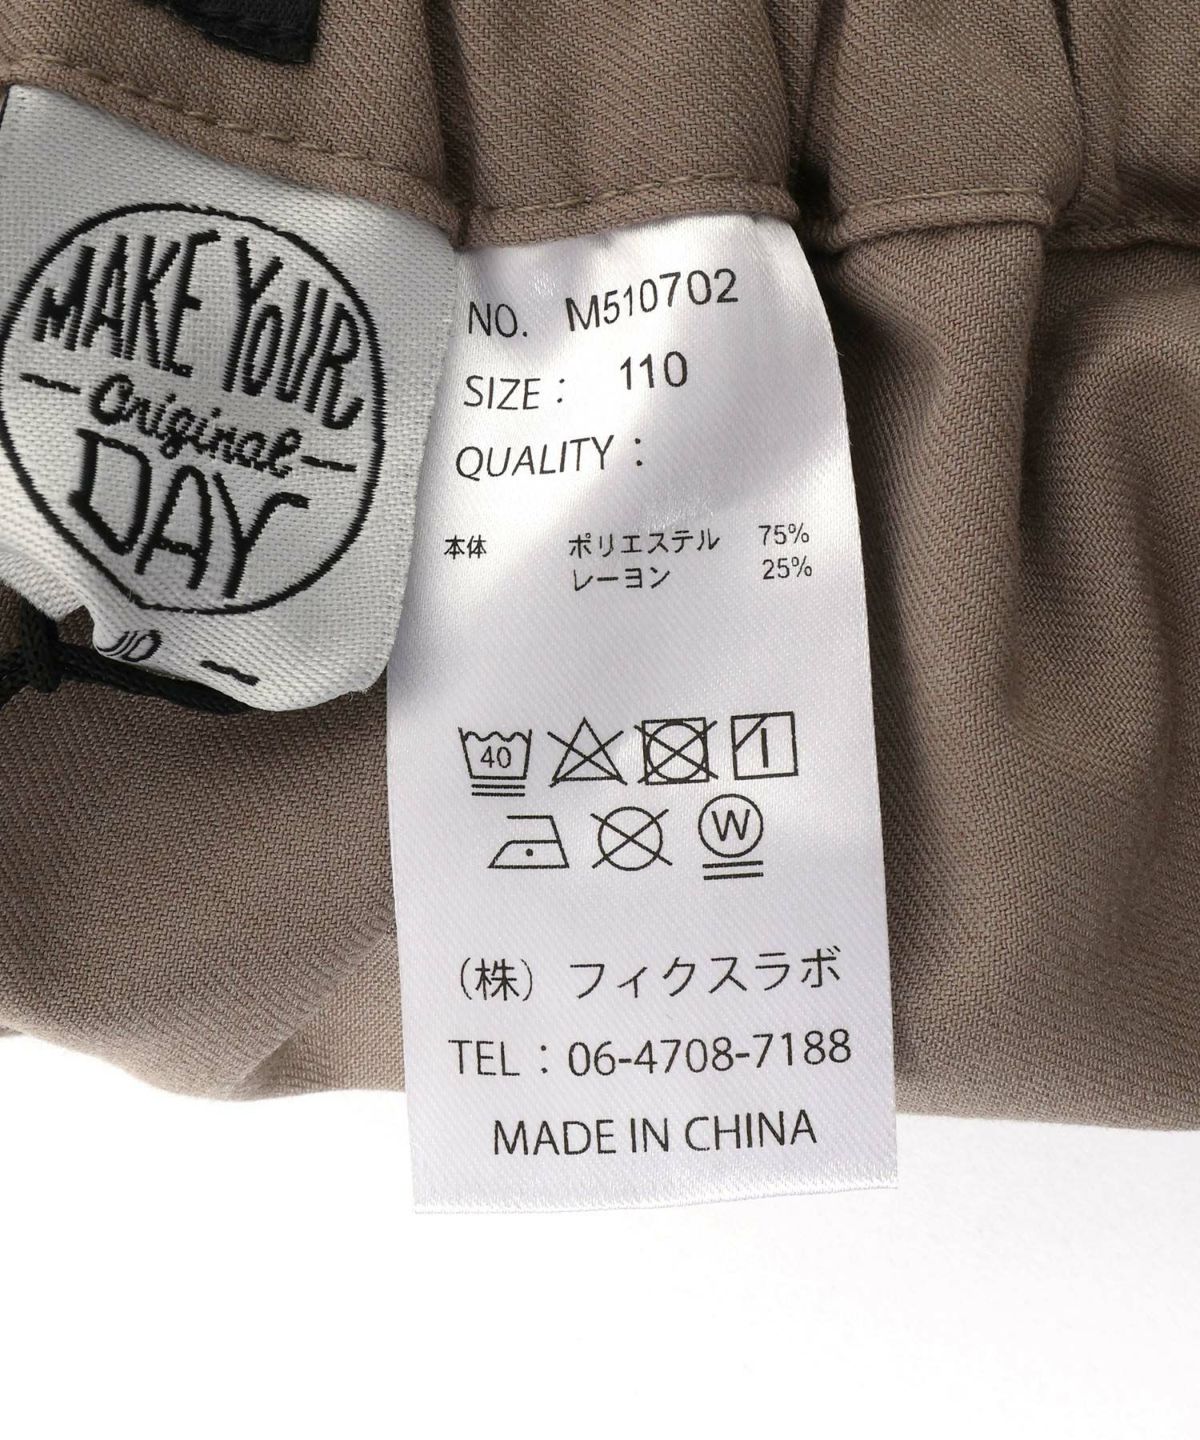 MAKE YOUR
Original
DAY
NO. M510702
SIZE : 110
QUALITY :
本体 ポリエステル 75%
レーヨン 25%
40
W
(株) フィクスラボ
TEL : 06-4708-7188
MADE IN CHINA